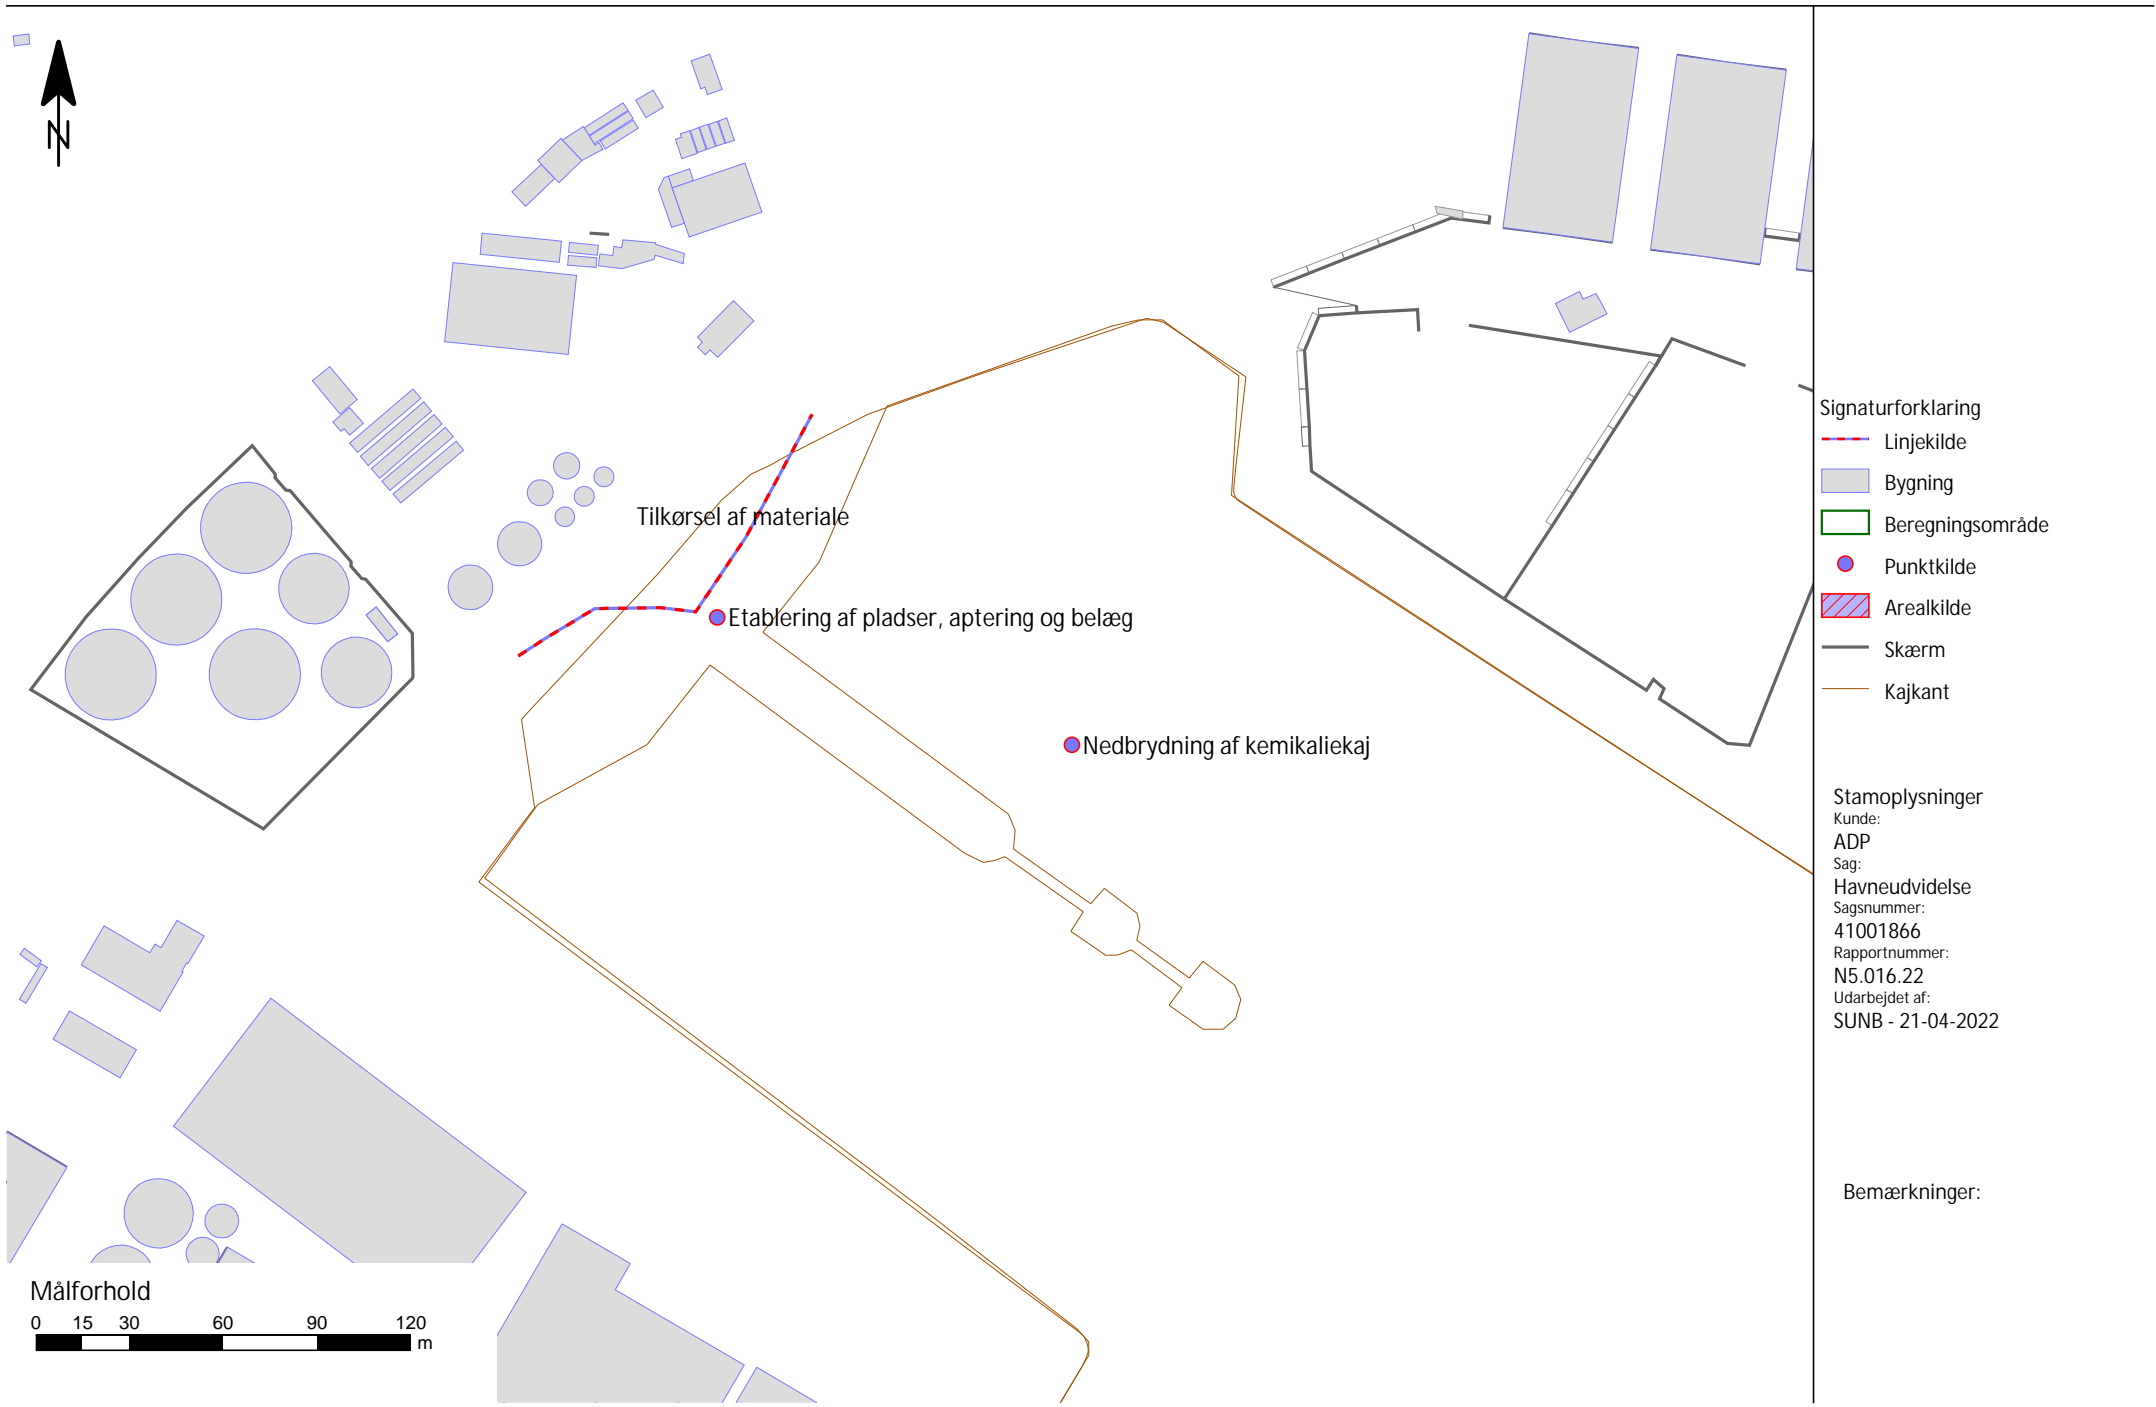 N
Tilkørsel af materiale
Etablering af pladser, aptering og belæg
Nedbrydning af kemikaliekaj
Målforhold
0 15 30 60 90 120
m
Signaturforklaring
Linjekilde
Bygning
Beregningsområde
Punktkilde
Arealkilde
Skærm
Kajkant
Stamoplysninger
Kunde:
ADP
Sag:
Havneudvidelse
Sagsnummer:
41001866
Rapportnummer:
N5.016.22
Udarbejdet af:
SUNB - 21-04-2022
Bemærkninger: